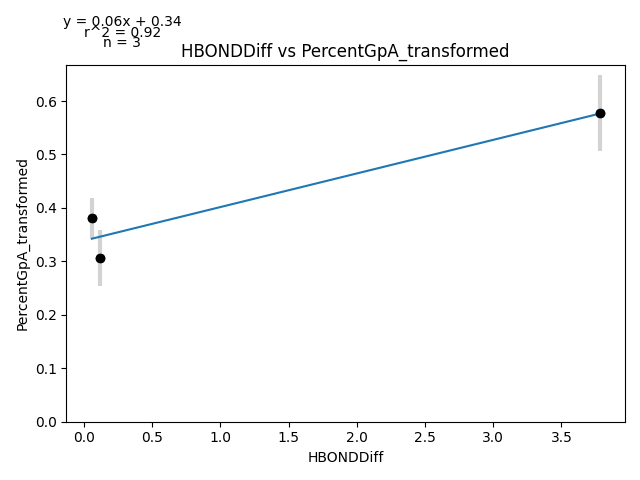 y = 0.06x + 0.34
r^2 = 0.92
n = 3
HBONDDiff vs PercentGpA_transformed
PercentGpA_transformed
0.6
0.5
0.4
0.3
0.2
0.1
0.0
0.0 0.5 1.0 1.5 2.0 2.5 3.0 3.5
HBONDDiff